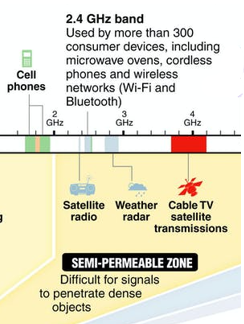 2.4 GHz band
Used by more than 300
consumer devices, including
microwave ovens, cordless
phones and wireless
networks (Wi-Fi and
Bluetooth)
Cell
phones
2
GHz
3
GHz
4
GHz
Satellite
radio
Weather
radar
Cable TV
satellite
transmissions
SEMI-PERMEABLE ZONE
Difficult for signals
to penetrate dense
objects